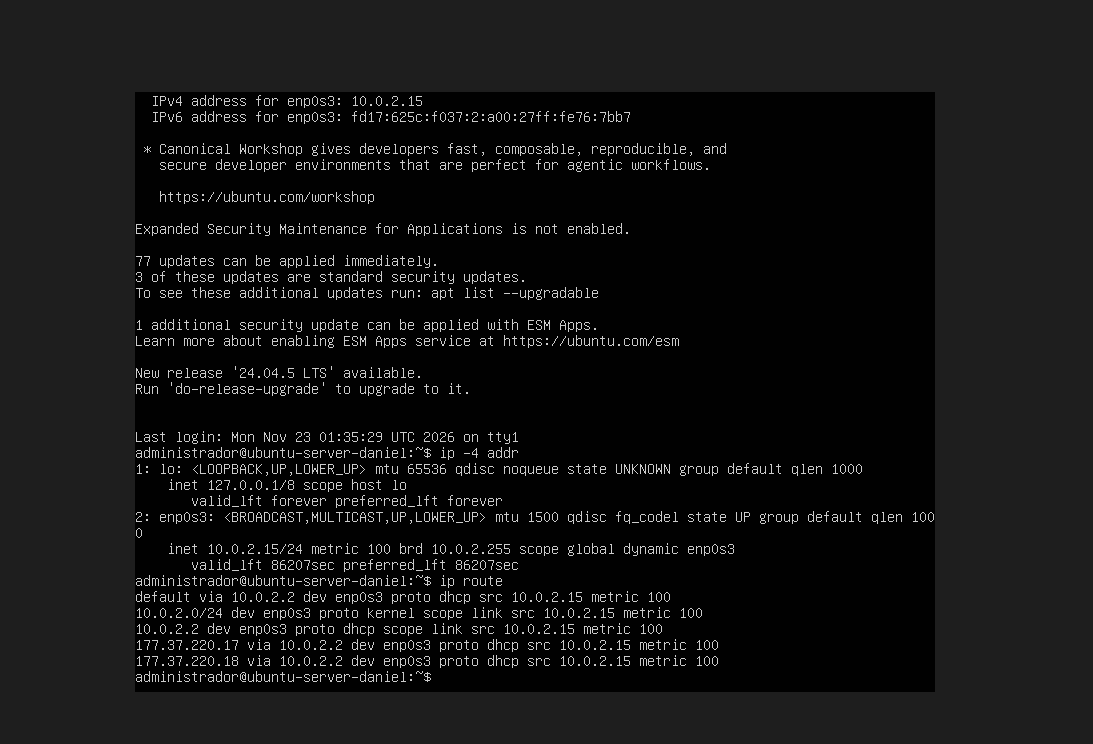 IPv4 address for enp0s3: 10.0.2.15
IPv6 address for enp0s3: fd17:625c:f037:2:a00:27ff:fe76:7bb7
* Canonical Workshop gives developers fast, composable, reproducible, and
secure developer environments that are perfect for agentic workflows.
https://ubuntu.com/workshop
Expanded Security Maintenance for Applications is not enabled.
77 updates can be applied immediately.
3 of these updates are standard security updates.
To see these additional updates run: apt list --upgradable
1 additional security update can be applied with ESM Apps.
Learn more about enabling ESM Apps service at https://ubuntu.com/esm
New release '24.04.5 LTS' available.
Run 'do-release-upgrade' to upgrade to it.
Last login: Mon Nov 23 01:35:29 UTC 2026 on tty1
administrador@ubuntu-server-daniel:~$ ip -4 addr
1: lo: <LOOPBACK,UP,LOWER_UP> mtu 65536 qdisc noqueue state UNKNOWN group default qlen 1000
inet 127.0.0.1/8 scope host lo
valid_lft forever preferred_lft forever
2: enp0s3: <BROADCAST,MULTICAST,UP,LOWER_UP> mtu 1500 qdisc fq_codel state UP group default qlen 100
0
inet 10.0.2.15/24 metric 100 brd 10.0.2.255 scope global dynamic enp0s3
valid_lft 86207sec preferred_lft 86207sec
administrador@ubuntu-server-daniel:~$ ip route
default via 10.0.2.2 dev enp0s3 proto dhcp src 10.0.2.15 metric 100
10.0.2.0/24 dev enp0s3 proto kernel scope link src 10.0.2.15 metric 100
10.0.2.2 dev enp0s3 proto dhcp scope link src 10.0.2.15 metric 100
177.37.220.17 via 10.0.2.2 dev enp0s3 proto dhcp src 10.0.2.15 metric 100
177.37.220.18 via 10.0.2.2 dev enp0s3 proto dhcp src 10.0.2.15 metric 100
administrador@ubuntu-server-daniel:~$